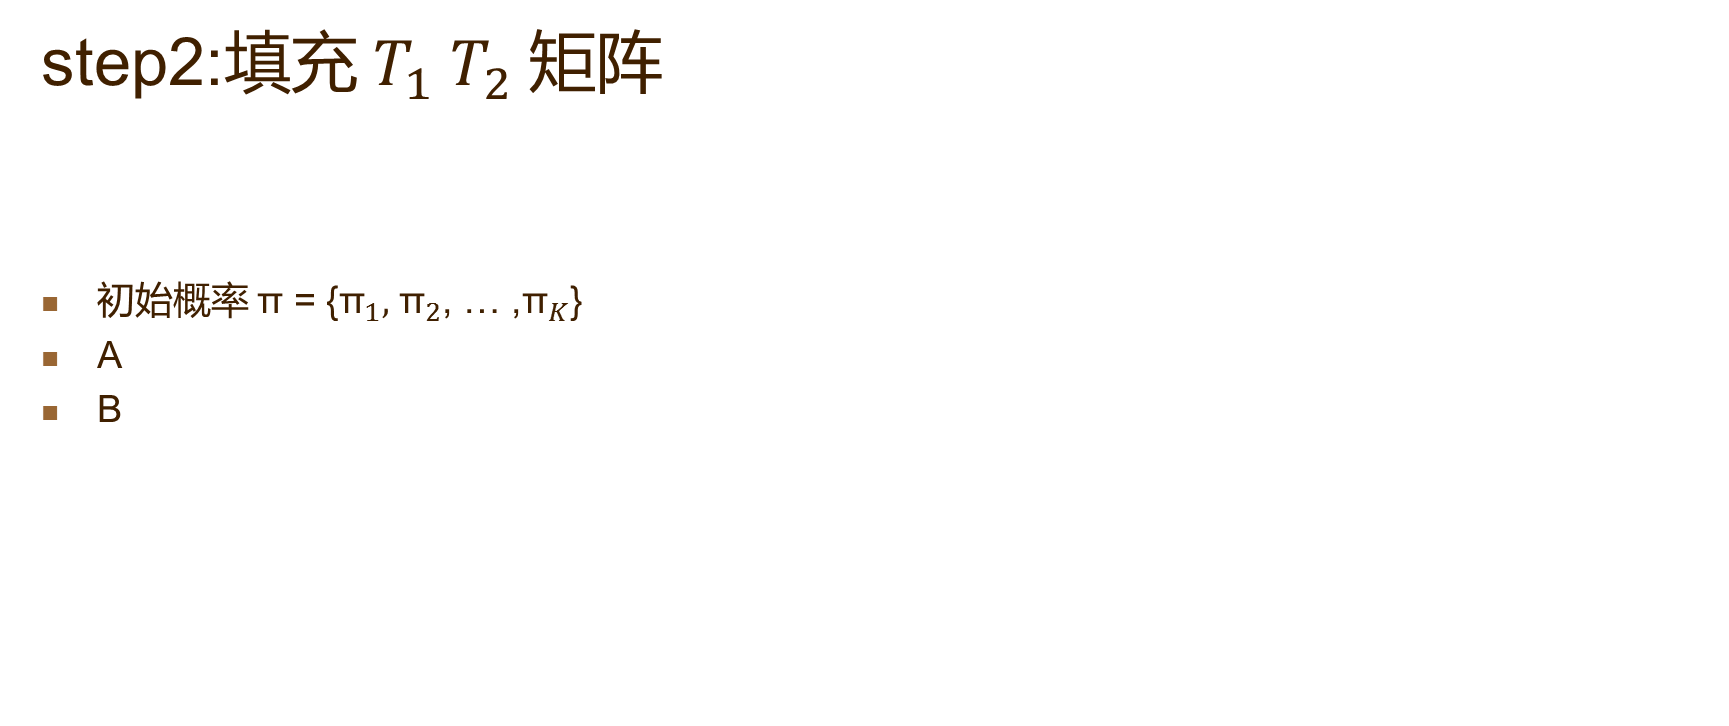 step2:填充 T₁ T₂ 矩阵
初始概率 π = {π₁, π₂, … ,π_K}
A
B